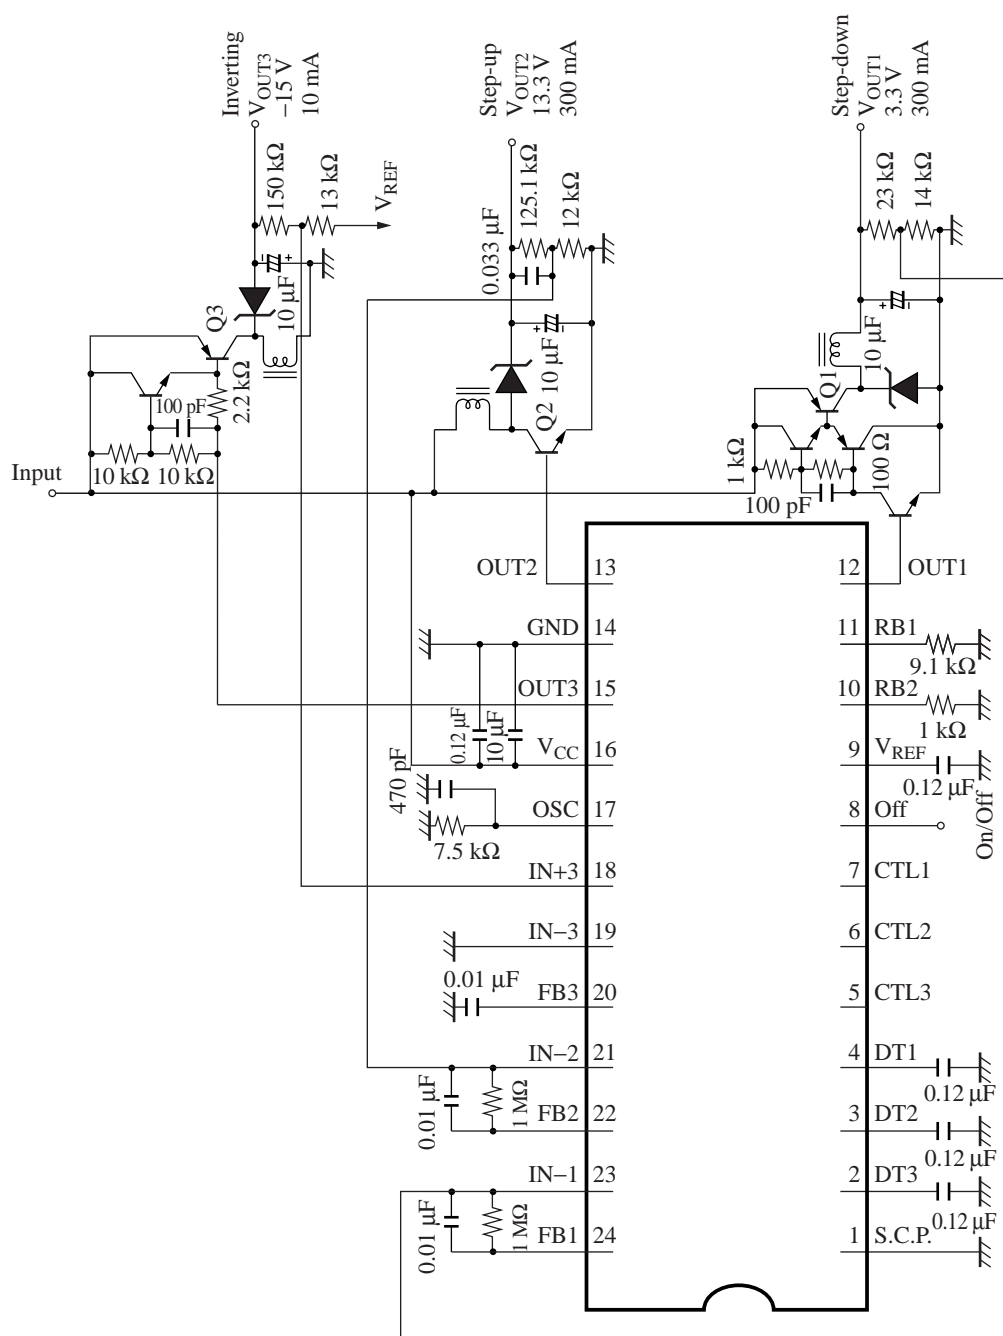 Inverting
VOUT3
−15 V
10 mA
Step-up
VOUT2
13.3 V
300 mA
Step-down
VOUT1
3.3 V
300 mA
150 kΩ
13 kΩ
VREF
10 μF
Q3
2.2 kΩ
100 pF
10 kΩ
10 kΩ
Input
0.033 μF
125.1 kΩ
12 kΩ
10 μF
Q2
23 kΩ
14 kΩ
10 μF
Q1
1 kΩ
100 Ω
100 pF
OUT2
13
12
OUT1
GND
14
11
RB1
9.1 kΩ
OUT3
15
10
RB2
1 kΩ
0.12 μF
10 μF
VCC
16
9
VREF
0.12 μF
470 pF
OSC
17
8
Off
On/Off
7.5 kΩ
IN+3
18
7
CTL1
IN−3
19
6
CTL2
0.01 μF
FB3
20
5
CTL3
IN−2
21
4
DT1
0.12 μF
0.01 μF
1 MΩ
FB2
22
3
DT2
0.12 μF
IN−1
23
2
DT3
0.12 μF
0.01 μF
1 MΩ
FB1
24
1
S.C.P.
+
−
+
−
+
−